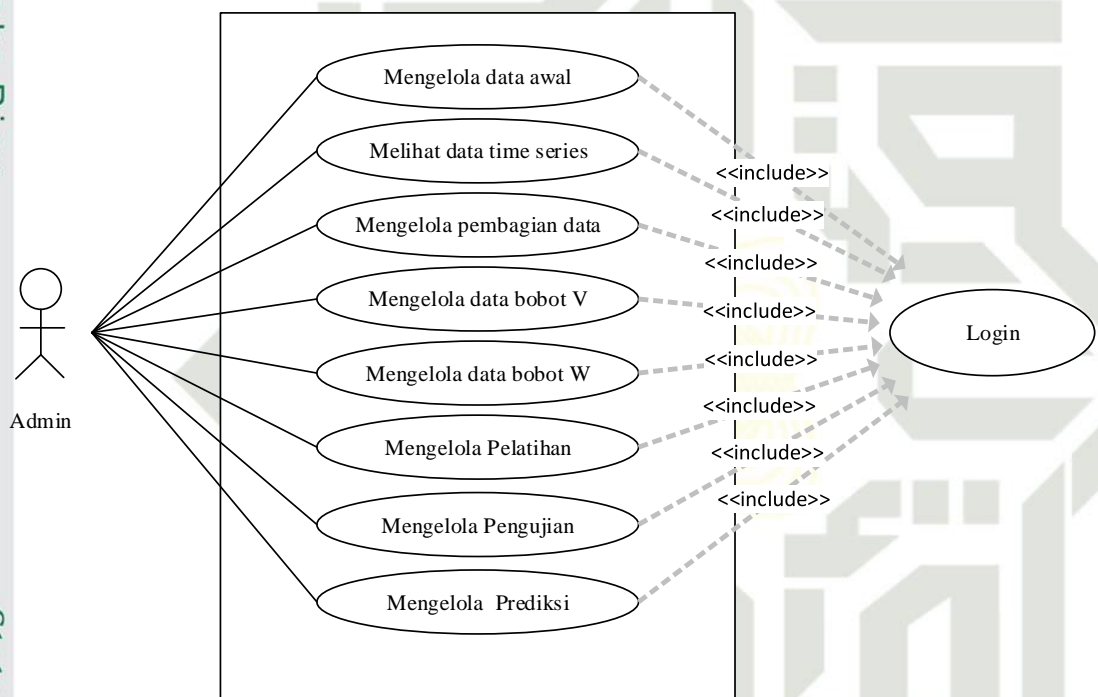 Mengelola data awal
Melihat data time series
Mengelola pembagian data
Mengelola data bobot V
Mengelola data bobot W
Mengelola Pelatihan
Mengelola Pengujian
Mengelola  Prediksi
<<include>>
<<include>>
<<include>>
<<include>>
<<include>>
<<include>>
<<include>>
<<include>>
Login
Admin